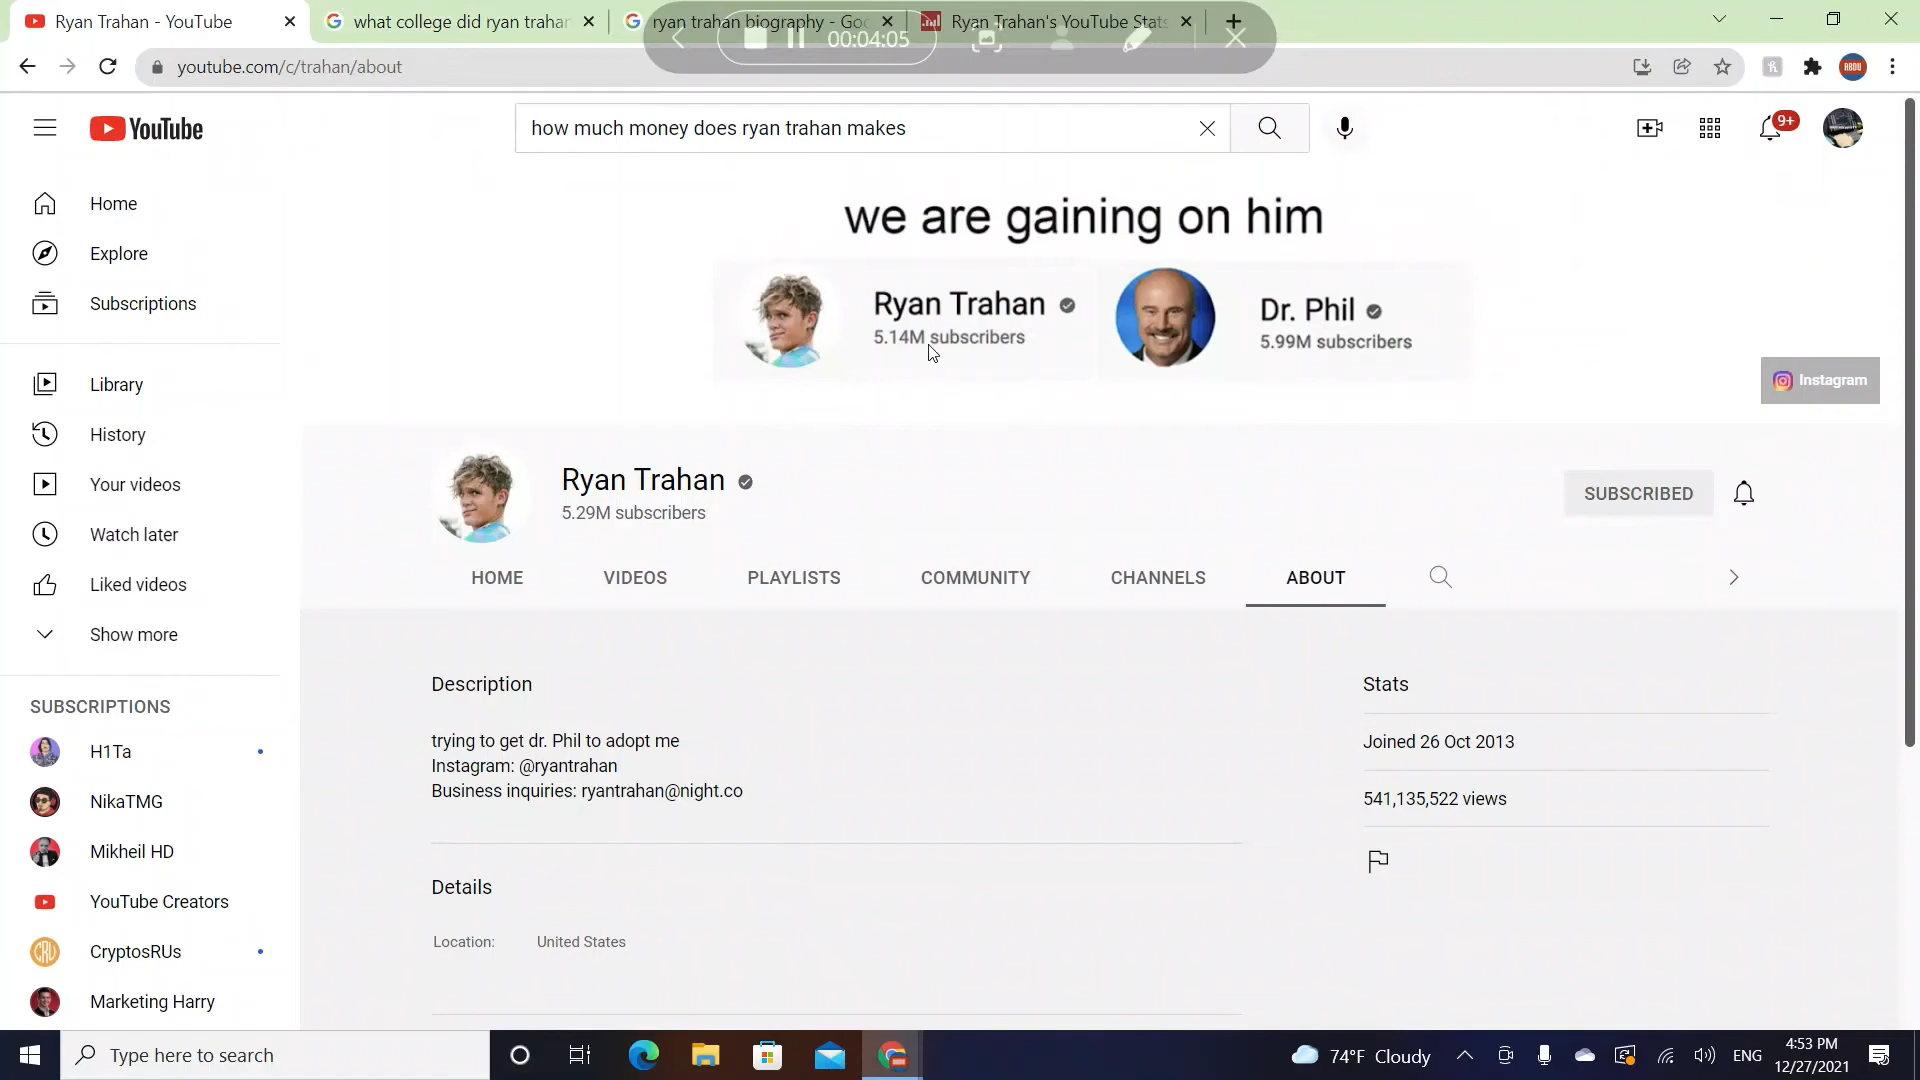 Ryan Trahan - YouTube
what college did ryan trahan
ryan trahan biography - Goo
Ryan Trahan's YouTube Stats
00:04:05
youtube.com/c/trahan/about
ABDU
YouTube
how much money does ryan trahan makes
9+
Home
Explore
Subscriptions
Library
History
Your videos
Watch later
Liked videos
Show more
SUBSCRIPTIONS
H1Ta
NikaTMG
Mikheil HD
YouTube Creators
CRU
CryptosRUs
Marketing Harry
we are gaining on him
Ryan Trahan
5.14M subscribers
Dr. Phil
5.99M subscribers
Instagram
Ryan Trahan
5.29M subscribers
SUBSCRIBED
HOME VIDEOS PLAYLISTS COMMUNITY CHANNELS ABOUT
Description
trying to get dr. Phil to adopt me
Instagram: @ryantrahan
Business inquiries: ryantrahan@night.co
Details
Location: United States
Stats
Joined 26 Oct 2013
541,135,522 views
Type here to search
74°F Cloudy
ENG
4:53 PM
12/27/2021